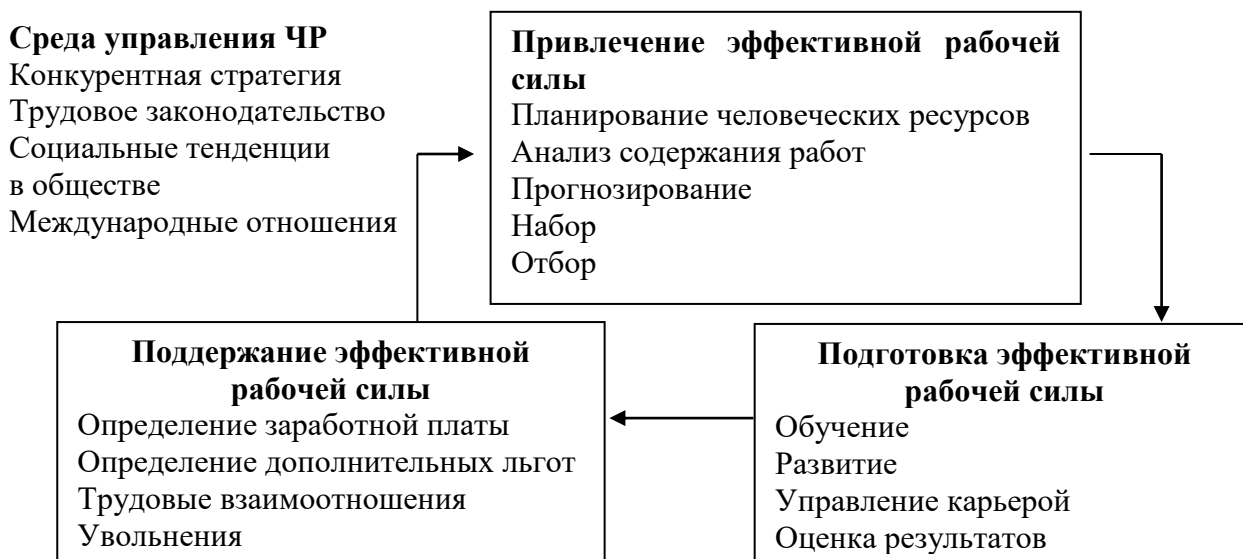 Среда управления ЧР
Конкурентная стратегия
Трудовое законодательство
Социальные тенденции
в обществе
Международные отношения
Привлечение эффективной рабочей
силы
Планирование человеческих ресурсов
Анализ содержания работ
Прогнозирование
Набор
Отбор
Поддержание эффективной
рабочей силы
Определение заработной платы
Определение дополнительных льгот
Трудовые взаимоотношения
Увольнения
Подготовка эффективной
рабочей силы
Обучение
Развитие
Управление карьерой
Оценка результатов